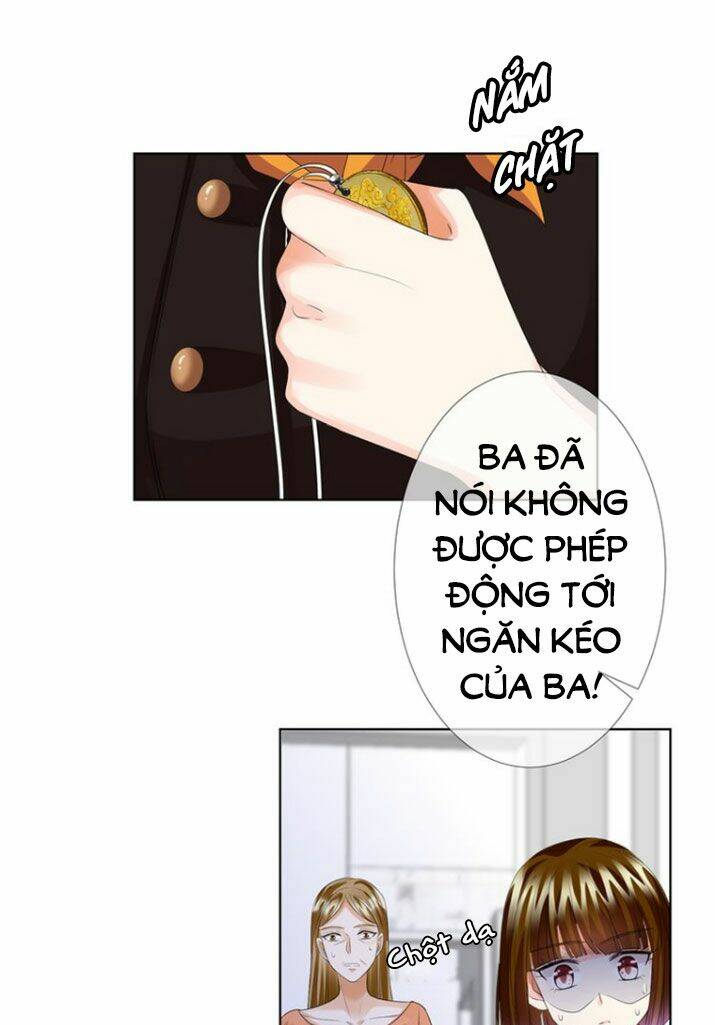 NẮM
CHẶT
BA ĐÃ
NÓI KHÔNG
ĐƯỢC PHÉP
ĐỘNG TỚI
NGĂN KÉO
CỦA BA!
Chột dạ